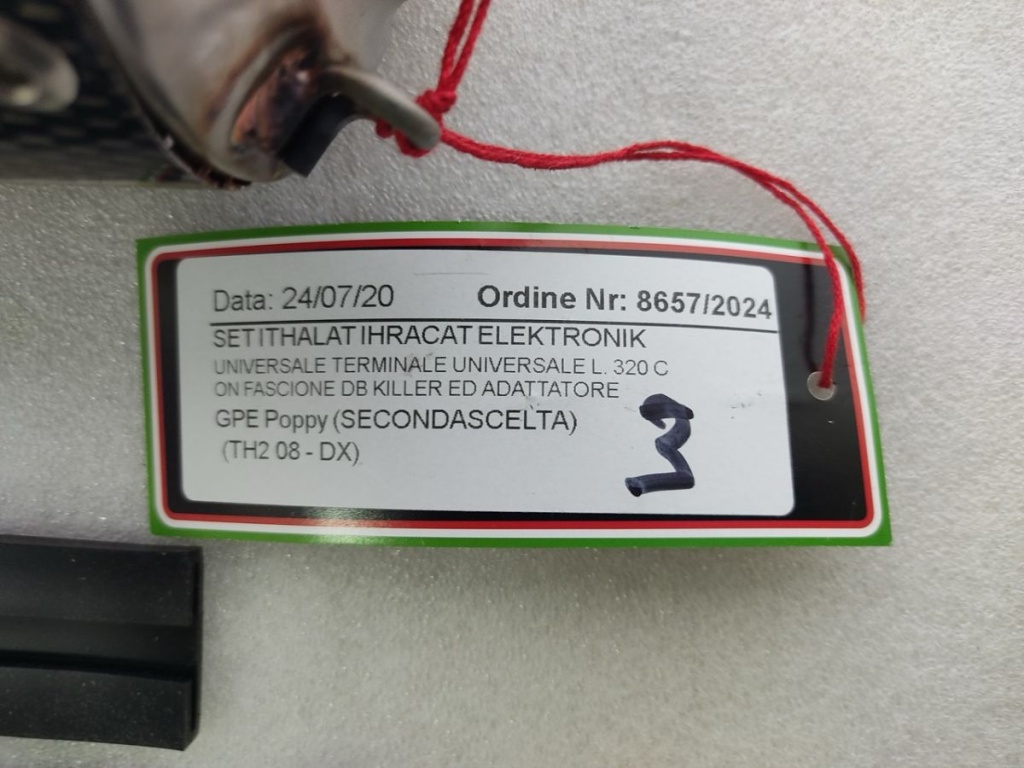 Data: 24/07/20 Ordine Nr: 8657/2024
SET ITHALAT IHRACAT ELEKTRONIK
UNIVERSALE TERMINALE UNIVERSALE L. 320 C
ON FASCIONE DB KILLER ED ADATTATORE
GPE Poppy (SECONDASCELTA)
(TH2 08 - DX)
3